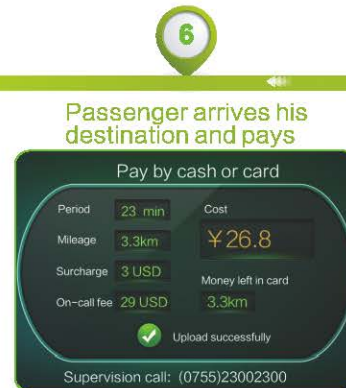 6
Passenger arrives his
destination and pays
Pay by cash or card
Period 23 min
Cost
Mileage 3.3km
¥26.8
Surcharge 3 USD
Money left in card
On-call fee 29 USD
3.3km
Upload successfully
Supervision call: (0755)23002300